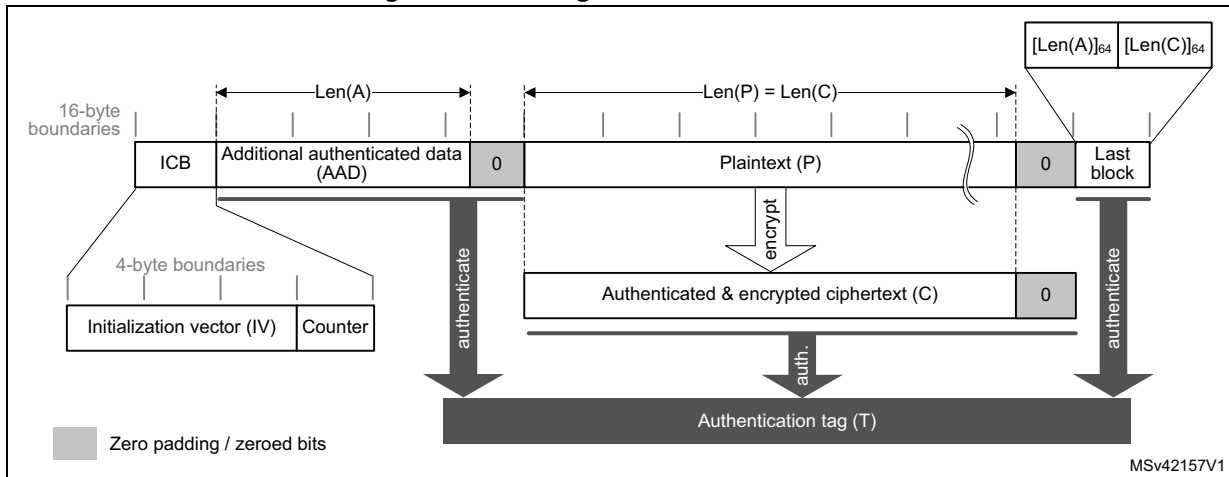 [Len(A)]64 [Len(C)]64
Len(A)
Len(P) = Len(C)
16-byte
boundaries
ICB
Additional authenticated data
(AAD)
0
Plaintext (P)
0
Last
block
encrypt
4-byte boundaries
Initialization vector (IV)
Counter
authenticate
Authenticated & encrypted ciphertext (C)
0
auth.
authenticate
Authentication tag (T)
Zero padding / zeroed bits
MSv42157V1